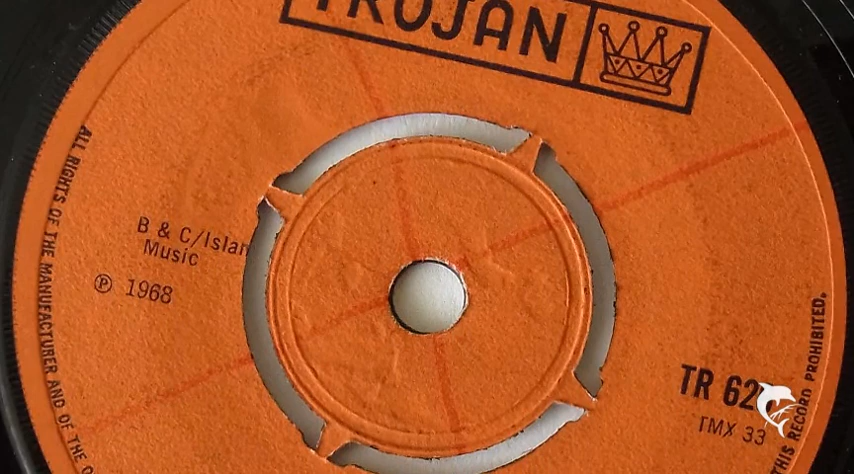 TROJAN
B & C/Islan
Music
℗ 1968
TR 62
TMX 33
ALL RIGHTS OF THE MANUFACTURER AND OF THE O
THIS RECORD PROHIBITED.